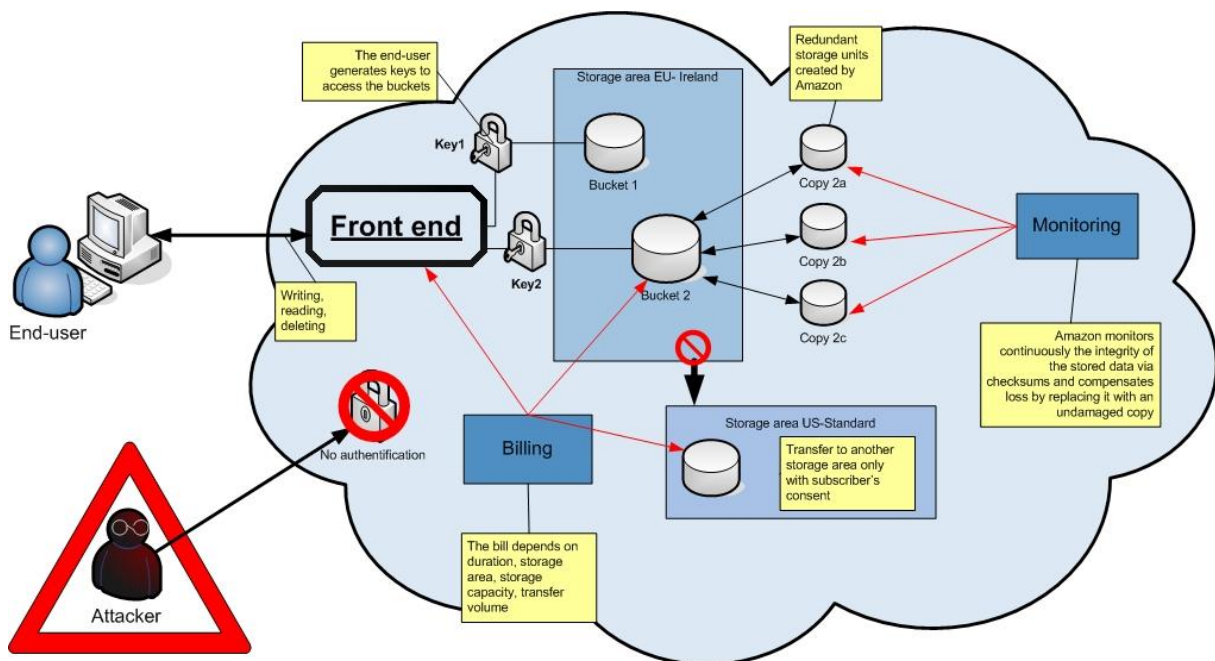 The end-user
generates keys to
access the buckets
Storage area EU- Ireland
Redundant
storage units
created by
Amazon
Key1
Bucket 1
Copy 2a
Front end
Monitoring
Key2
Bucket 2
Copy 2b
End-user
Writing,
reading,
deleting
Copy 2c
Amazon monitors
continuously the integrity of
the stored data via
checksums and compensates
loss by replacing it with an
undamaged copy
No authentification
Billing
Storage area US-Standard
Transfer to another
storage area only
with subscriber's
consent
The bill depends on
duration, storage
area, storage
capacity, transfer
volume
Attacker